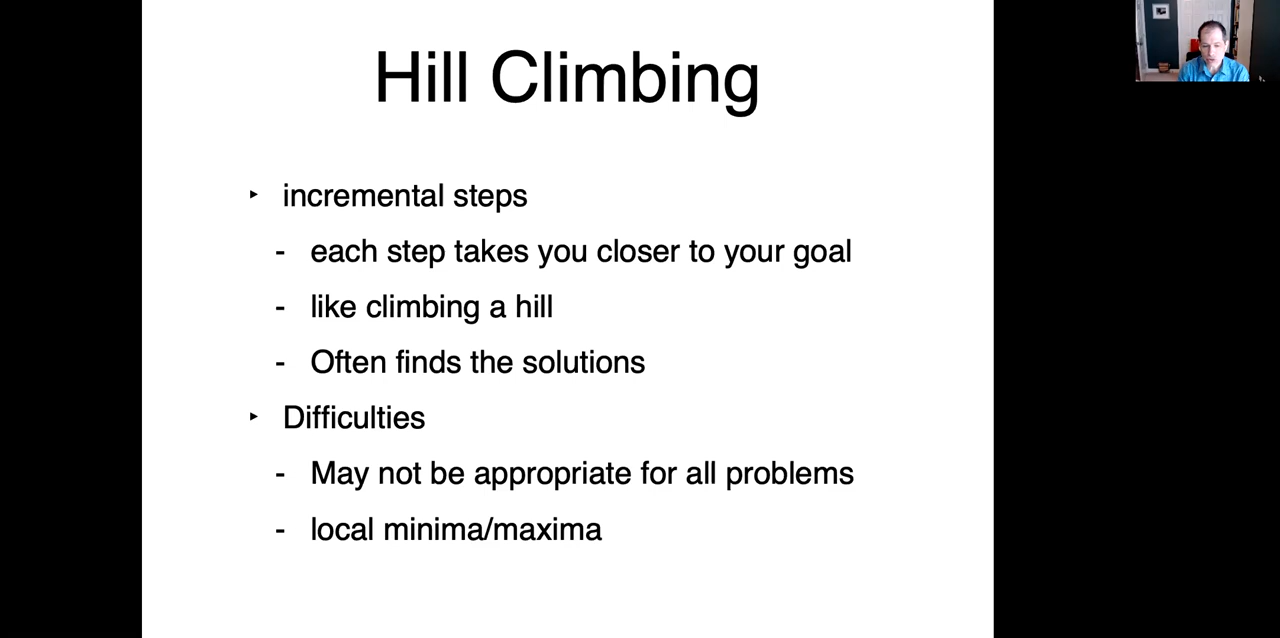 Hill Climbing
‣ incremental steps
- each step takes you closer to your goal
- like climbing a hill
- Often finds the solutions
‣ Difficulties
- May not be appropriate for all problems
- local minima/maxima